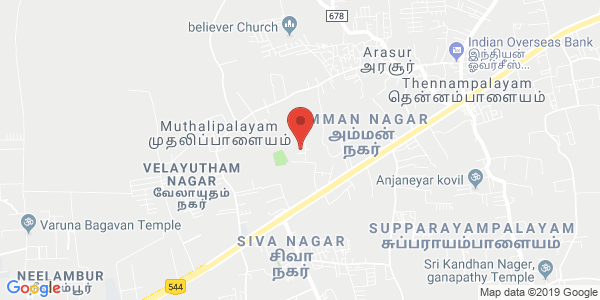 678
believer Church
Arasur
அரசூர்
Indian Overseas Bank
இந்தியன்
ஓவர்சீஸ்...
Thennampalayam
தென்னம்பாளையம்
Muthalipalayam
முதலிப்பாளையம்
MMAN NAGAR
அம்மன்
நகர்
VELAYUTHAM
NAGAR
வேலாயுதம்
நகர்
Anjaneyar kovil
Varuna Bagavan Temple
SIVA NAGAR
சிவா
நகர்
SUPPARAYAMPALAYAM
சுப்பராயம்பாளையம்
NEELAMBUR
544
Sri Kandhan Nager,
ganapathy Temple
Google
Map data ©2019 Google